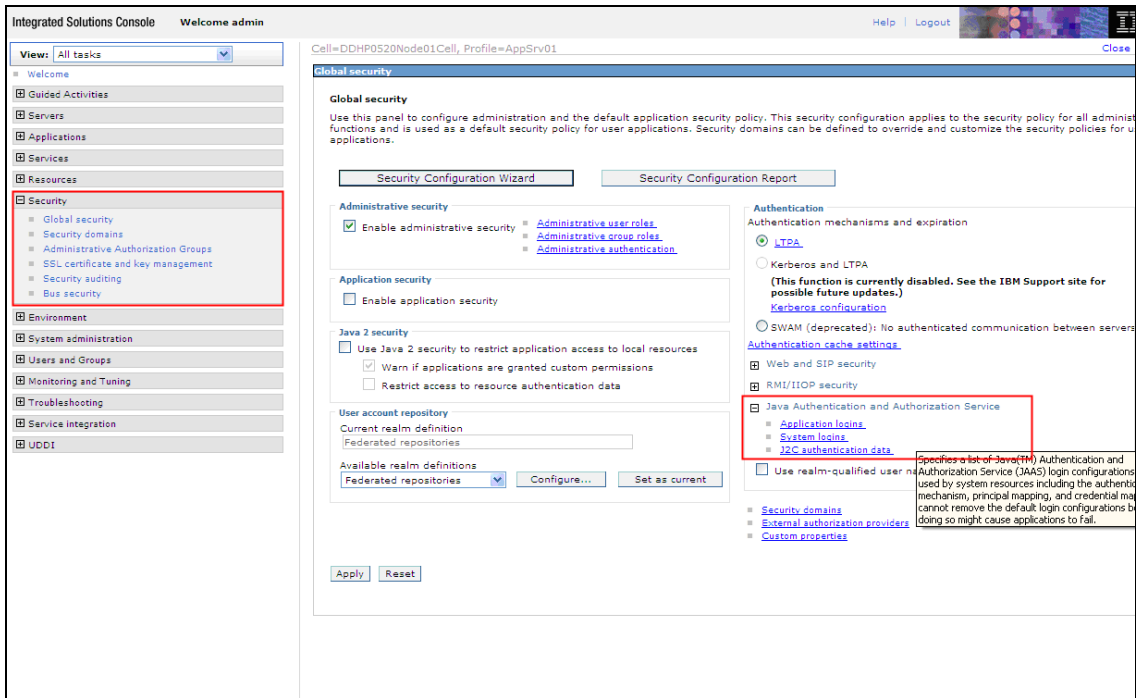 Integrated Solutions Console Welcome admin Help Logout
View: All tasks
Welcome
Guided Activities
Servers
Applications
Services
Resources
Security
Global security
Security domains
Administrative Authorization Groups
SSL certificate and key management
Security auditing
Bus security
Environment
System administration
Users and Groups
Monitoring and Tuning
Troubleshooting
Service integration
UDDI
Cell=DDHP0520Node01Cell, Profile=AppSrv01
Close
Global security
Global security
Use this panel to configure administration and the default application security policy. This security configuration applies to the security policy for all
functions and is used as a default security policy for user applications. Security domains can be defined to override and customize the security policies for
applications.
Security Configuration Wizard Security Configuration Report
Administrative security
Enable administrative security
Administrative user roles
Administrative group roles
Administrative authentication
Application security
Enable application security
Java 2 security
Use Java 2 security to restrict application access to local resources
Warn if applications are granted custom permissions
Restrict access to resource authentication data
User account repository
Current realm definition
Federated repositories
Available realm definitions
Federated repositories Configure... Set as current
Apply Reset
Authentication
Authentication mechanisms and expiration
LTPA
Kerberos and LTPA
(This function is currently disabled. See the IBM Support site for
possible future updates.)
Kerberos configuration
SWAM (deprecated): No authenticated communication between servers
Authentication cache settings
Web and SIP security
RMI/IIOP security
Java Authentication and Authorization Service
Application logins
System logins
J2C authentication data
Use realm-qualified user
Specifies a list of Java(TM) Authentication and
Authorization Service (JAAS) login configurations
used by system resources including the
mechanism, principal mapping, and credential
cannot remove the default login configurations
doing so might cause applications to fail.
Security domains
External authorization providers
Custom properties